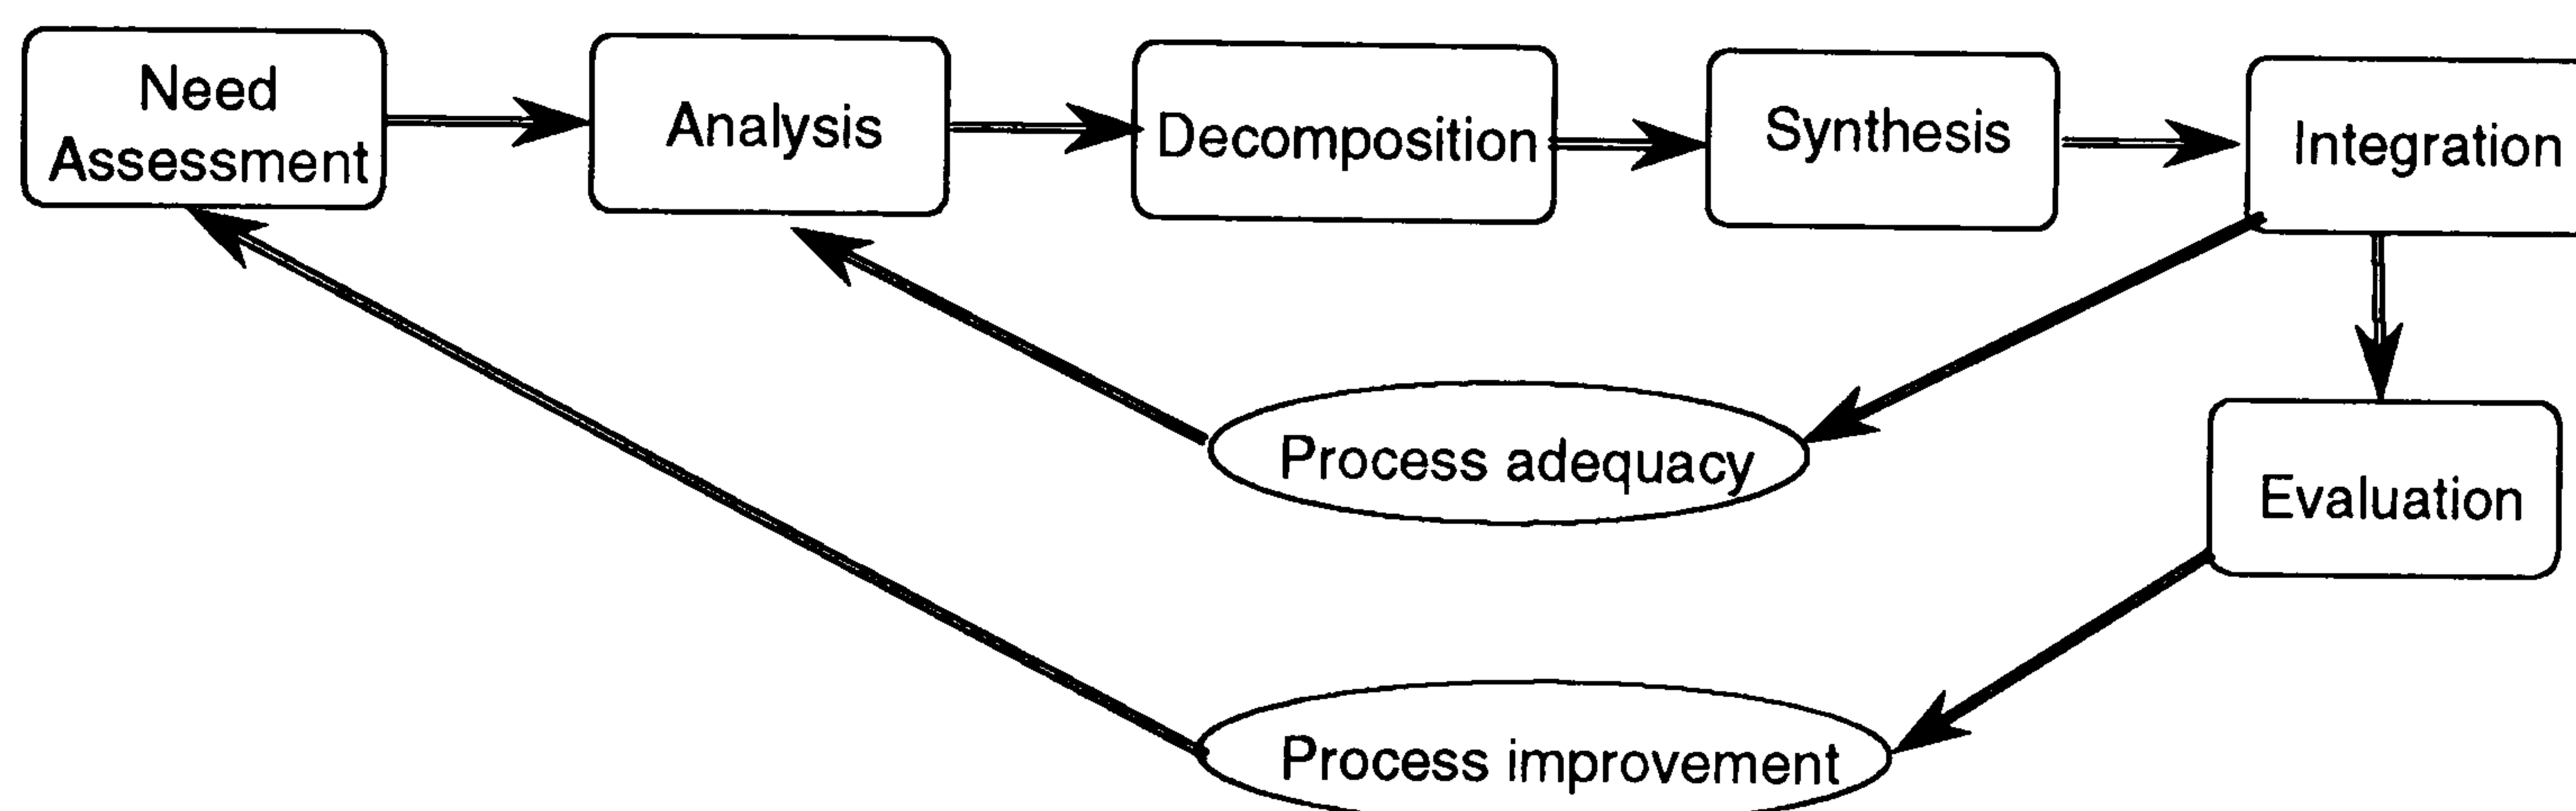 Need
Assessment
Analysis
Decomposition
Synthesis
Integration
Process adequacy
Evaluation
Process improvement